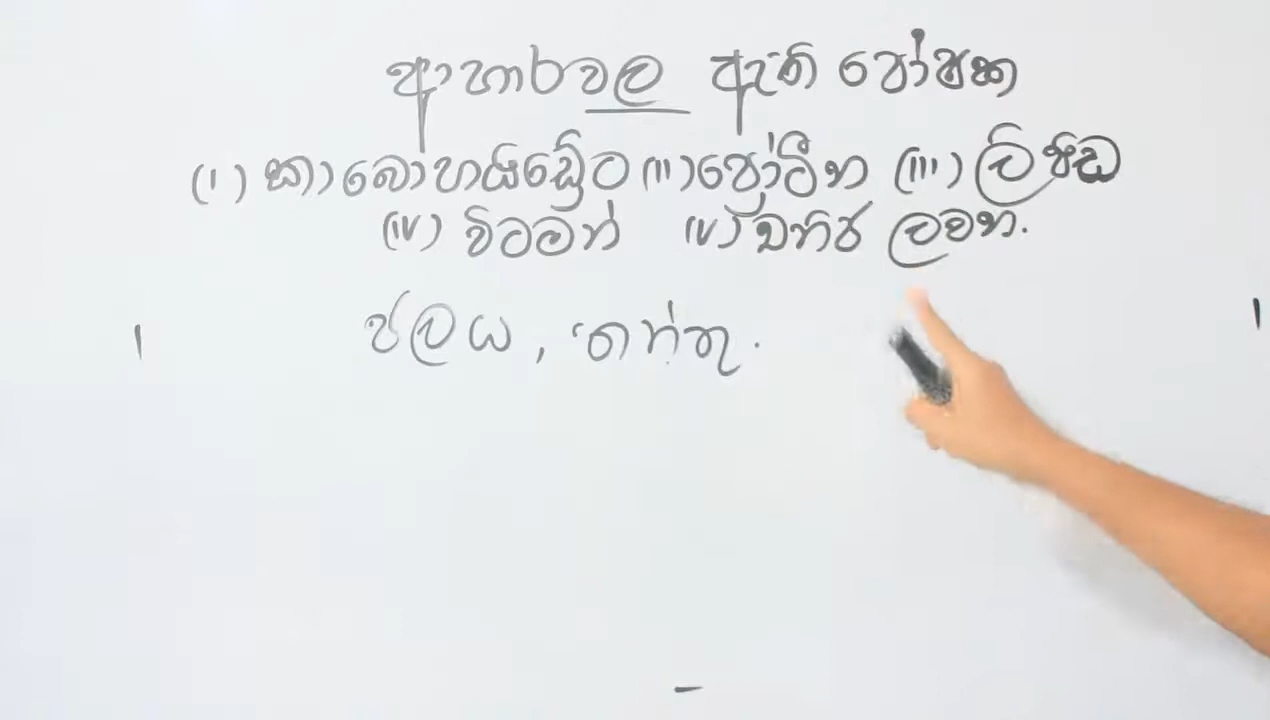 ආහාරවල ඇති පෝෂක
(I) කාබෝහයිඩ්‍රේට (II) ප්‍රෝටීන (III) ලිපිඩ
(IV) විටමින් (V) ඛනිජ ලවණ.
ජලය, තන්තු.